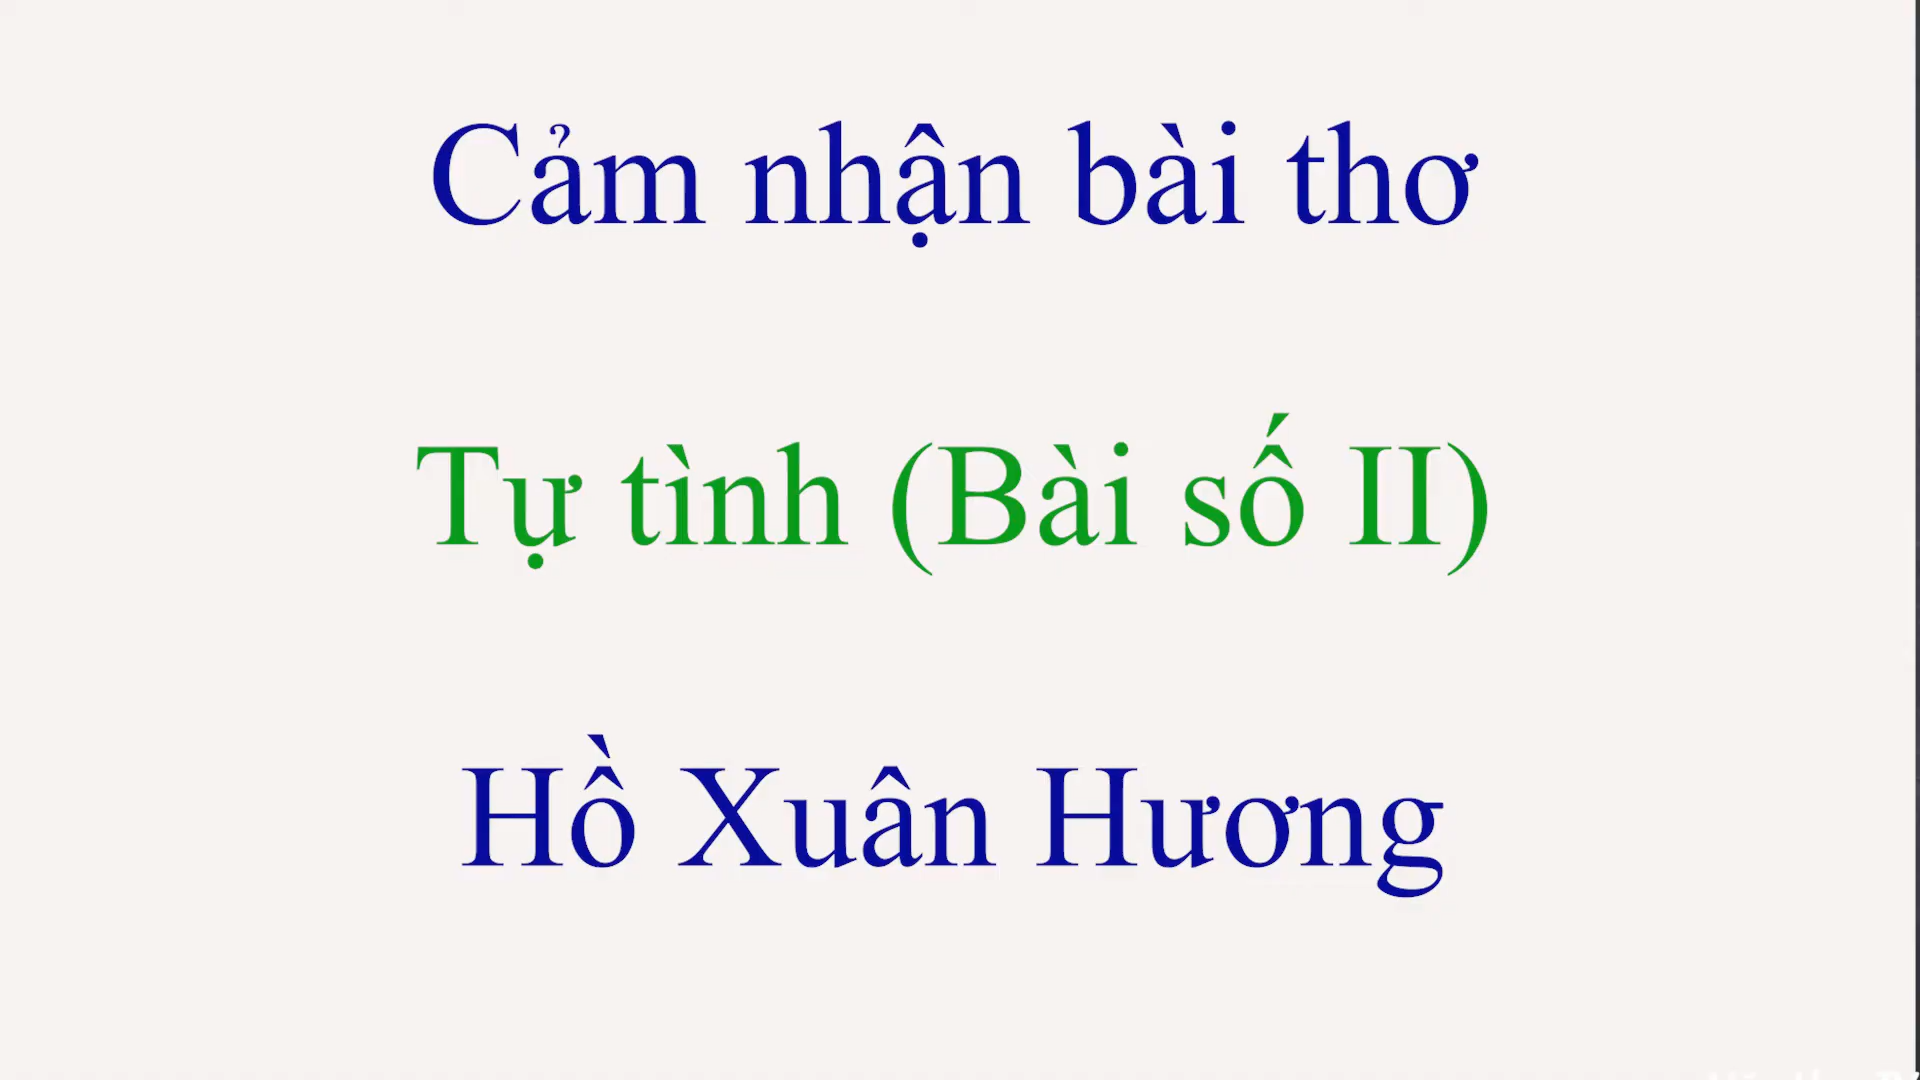 Cảm nhận bài thơ
Tự tình (Bài số II)
Hồ Xuân Hương